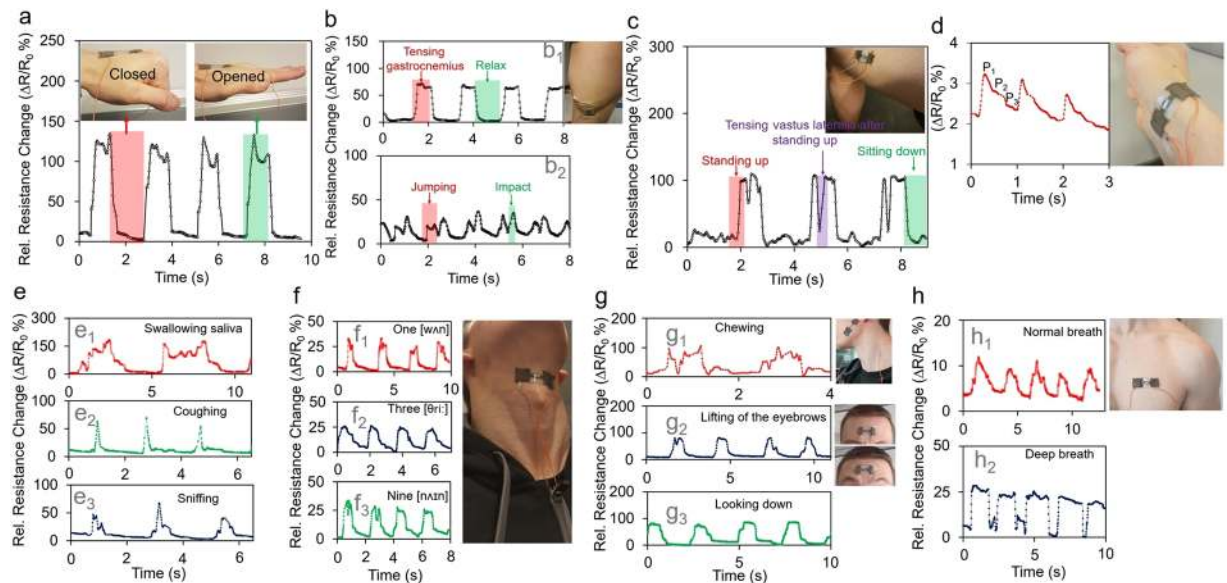 a
Rel. Resistance Change (ΔR/R₀ %)
250
200
150
135
100
50
0
Closed
Opened
0 2 4 6 8 10
Time (s)
b
Rel. Resistance Change (ΔR/R₀ %)
b₁
150
100
50
0
Tensing
gastrocnemius
Relax
0 2 4 6 8
b₂
100
50
0
Jumping
Impact
0 1 2 3 4 5 6 7 8
Time (s)
c
Rel. Resistance Change (ΔR/R₀ %)
300
200
100
0
Tensing vastus
after
standing up
Standing up
Sitting down
0 2 4 6 8
Time (s)
d
(ΔR/R₀ %)
4
3
2
1
P₁
P₂
P₃
0 1 2 3
Time (s)
e
Rel. Resistance Change (ΔR/R₀ %)
e₁
Swallowing saliva
300
150
0
0 5 10
e₂
Coughing
100
50
0
0 2 4 6
e₃
Sniffing
100
50
0
0 2 4 6
Time (s)
f
Rel. Resistance Change (ΔR/R₀ %)
f₁
One [wʌn]
50
25
0
0 2 4 6 8 10
f₂
Three [θri:]
50
25
0
0 2 4 6 8
f₃
Nine [nʌɪn]
50
25
0
0 2 4 6 8
Time (s)
g
Rel. Resistance Change (ΔR/R₀ %)
g₁
Chewing
200
100
0
0 2 4
g₂
Lifting of the eyebrows
200
100
0
0 5 10
g₃
Looking down
200
100
0
0 5 10
Time (s)
h
Rel. Resistance Change (ΔR/R₀ %)
h₁
Normal breath
20
10
0
0 5 10
h₂
Deep breath
50
25
0
0 5 10
Time (s)